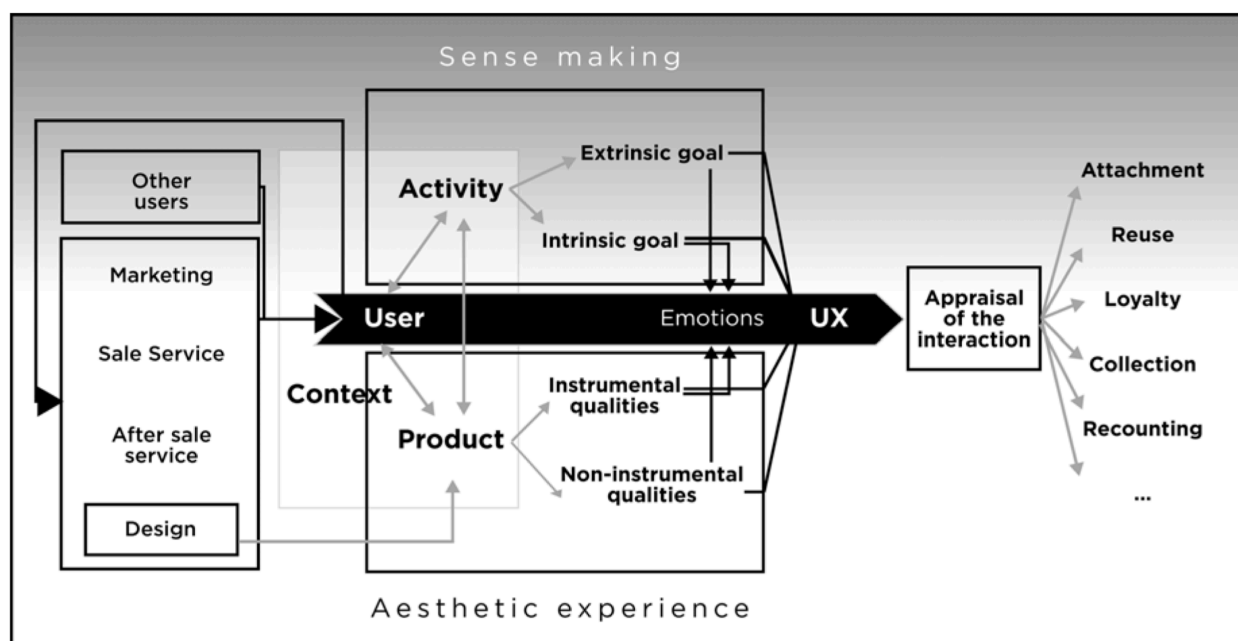 Sense making
Other
users
Marketing
Sale Service
After sale
service
Design
Extrinsic goal
Activity
Intrinsic goal
User
Emotions
UX
Context
Instrumental
qualities
Product
Non-instrumental
qualities
Appraisal
of the
interaction
Attachment
Reuse
Loyalty
Collection
Recounting
...
Aesthetic experience